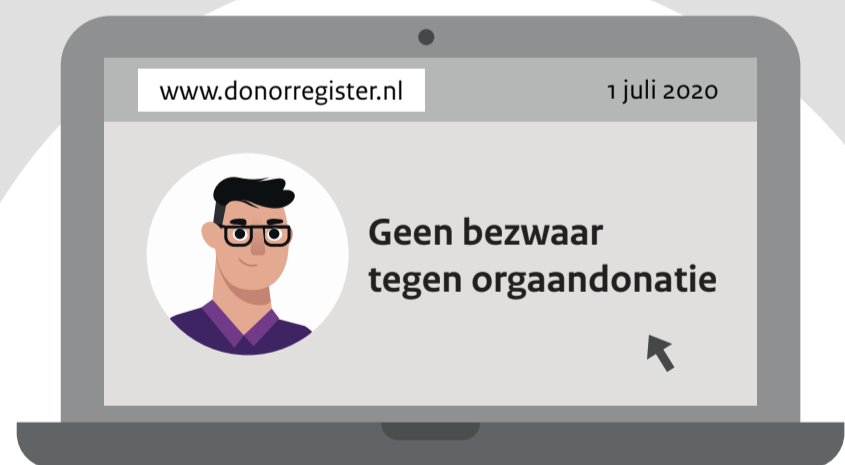 www.donorregister.nl
1 juli 2020
Geen bezwaar
tegen orgaandonatie